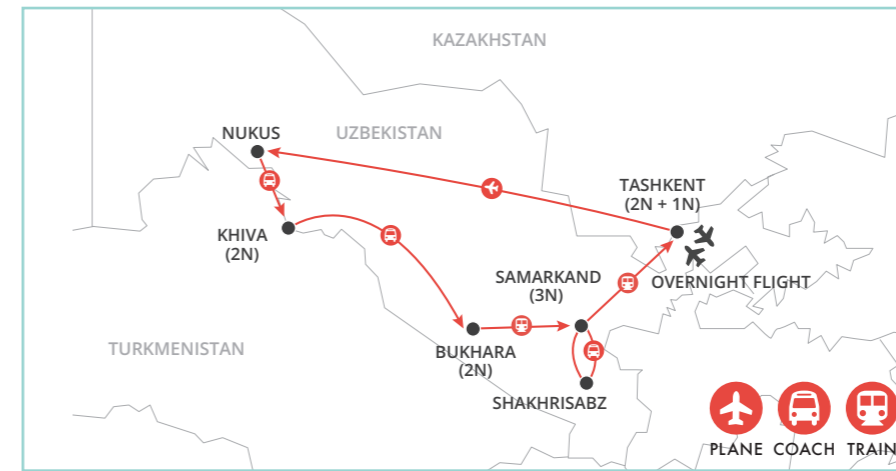 KAZAKHSTAN
NUKUS
UZBEKISTAN
TASHKENT
(2N + 1N)
KHIVA
(2N)
SAMARKAND
(3N)
OVERNIGHT FLIGHT
TURKMENISTAN
BUKHARA
(2N)
SHAKHRISABZ
PLANE COACH TRAIN